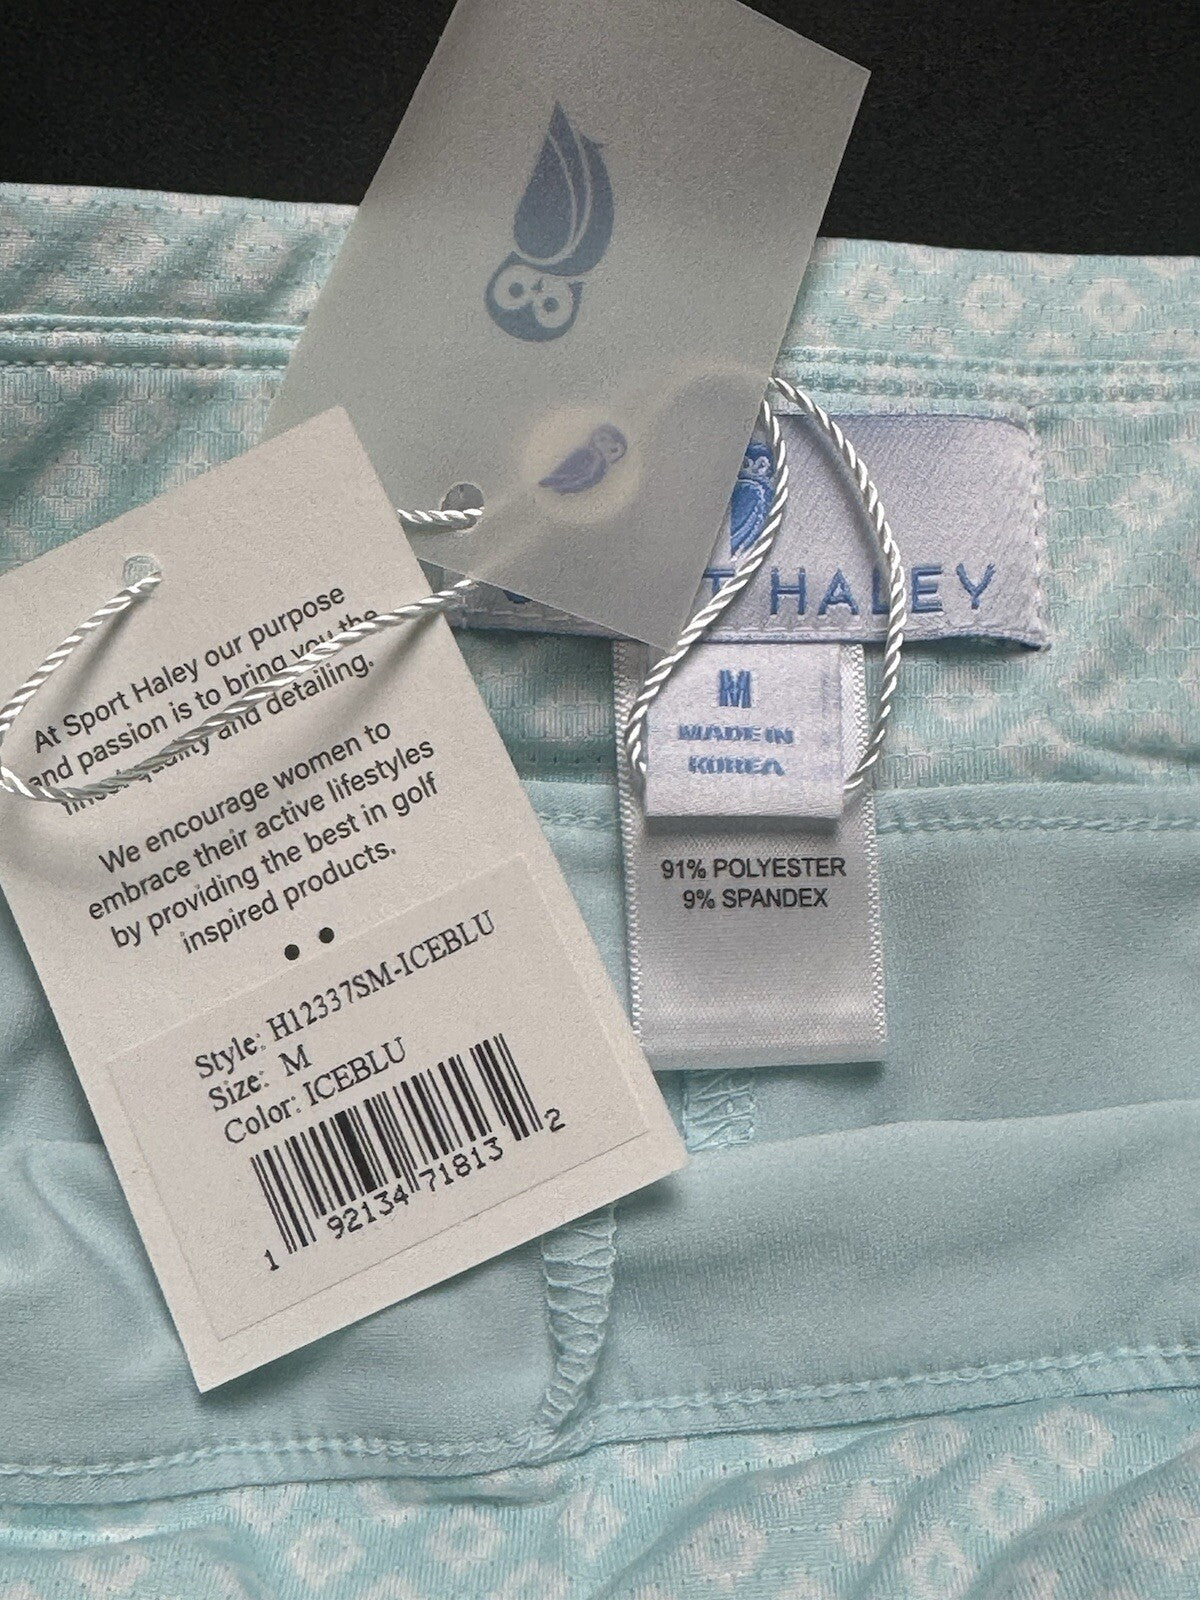 At Sport Haley our purpose
and passion is to bring you the
finest quality and detailing.
We encourage women to
embrace their active lifestyles
by providing the best in golf
inspired products.
Style: H12337SM-ICEBLU
Size: M
Color: ICEBLU
1 92134 71813 2
T HALEY
M
MADE IN
KOREA
91% POLYESTER
9% SPANDEX